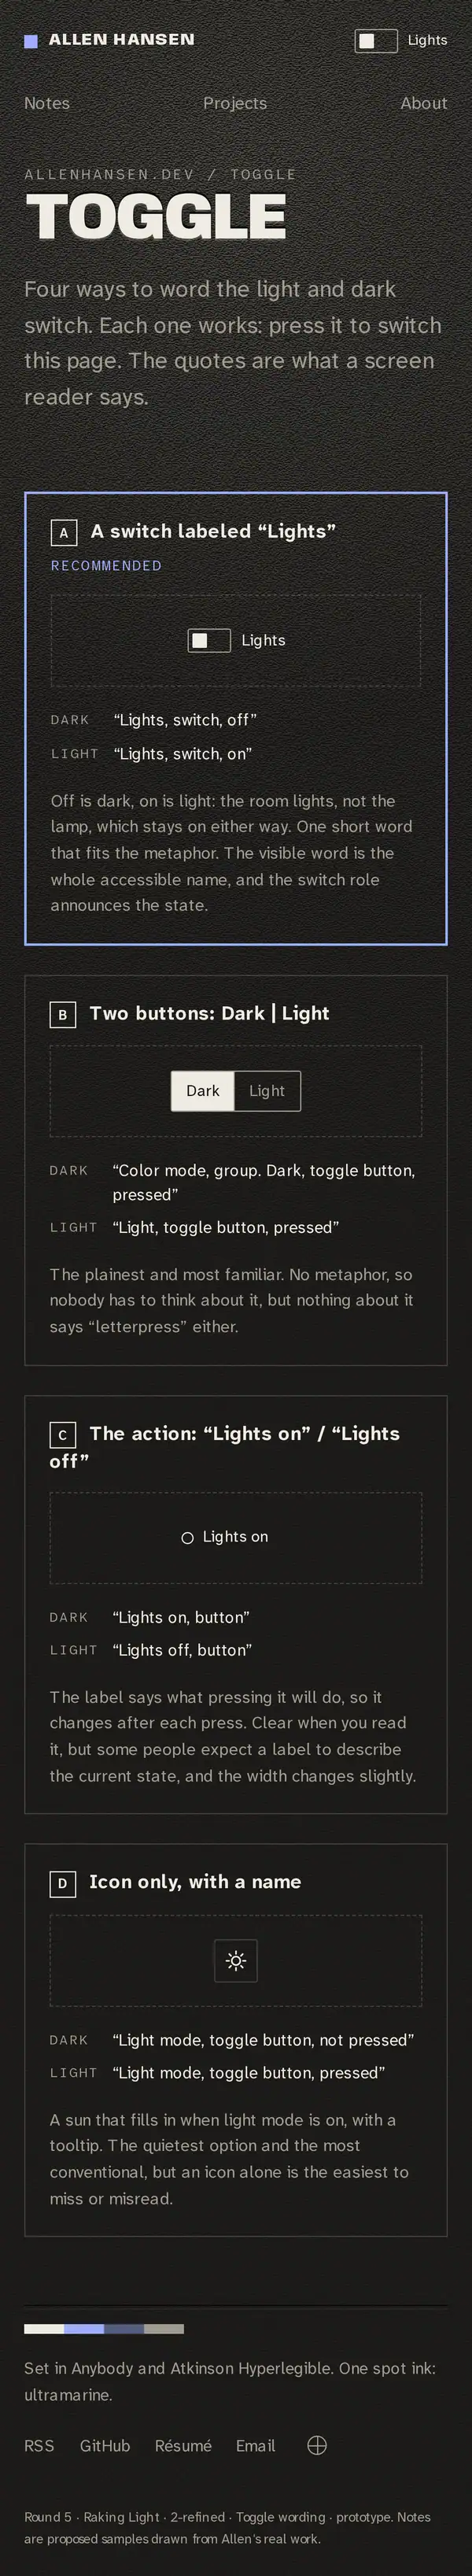 ALLEN HANSEN
Lights
Notes
Projects
About
ALLENHANSEN.DEV / TOGGLE
TOGGLE
Four ways to word the light and dark
switch. Each one works: press it to switch
this page. The quotes are what a screen
reader says.
A A switch labeled “Lights”
RECOMMENDED
Lights
DARK “Lights, switch, off”
LIGHT “Lights, switch, on”
Off is dark, on is light: the room lights, not the
lamp, which stays on either way. One short word
that fits the metaphor. The visible word is the
whole accessible name, and the switch role
announces the state.
B Two buttons: Dark | Light
Dark Light
DARK “Color mode, group. Dark, toggle button,
pressed”
LIGHT “Light, toggle button, pressed”
The plainest and most familiar. No metaphor, so
nobody has to think about it, but nothing about it
says “letterpress” either.
C The action: “Lights on” / “Lights
off”
Lights on
DARK “Lights on, button”
LIGHT “Lights off, button”
The label says what pressing it will do, so it
changes after each press. Clear when you read
it, but some people expect a label to describe
the current state, and the width changes slightly.
D Icon only, with a name
DARK “Light mode, toggle button, not pressed”
LIGHT “Light mode, toggle button, pressed”
A sun that fills in when light mode is on, with a
tooltip. The quietest option and the most
conventional, but an icon alone is the easiest to
miss or misread.
Set in Anybody and Atkinson Hyperlegible. One spot ink:
ultramarine.
RSS GitHub Résumé Email
Round 5 · Raking Light · 2-refined · Toggle wording · prototype. Notes
are proposed samples drawn from Allen's real work.